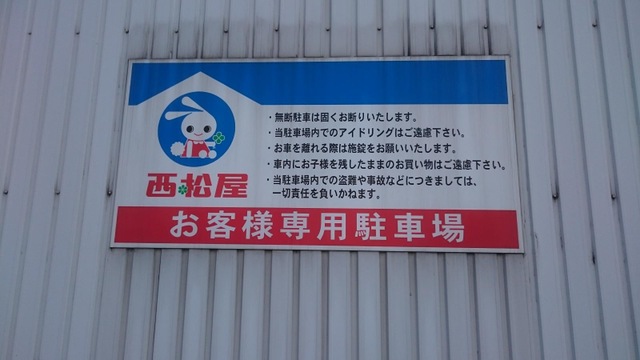 西松屋
・無断駐車は固くお断りいたします。
・当駐車場内でのアイドリングはご遠慮下さい。
・お車を離れる際は施錠をお願いいたします。
・車内にお子様を残したままのお買い物はご遠慮下さい。
・当駐車場内での盗難や事故などにつきましては、
一切責任を負いかねます。
お客様専用駐車場